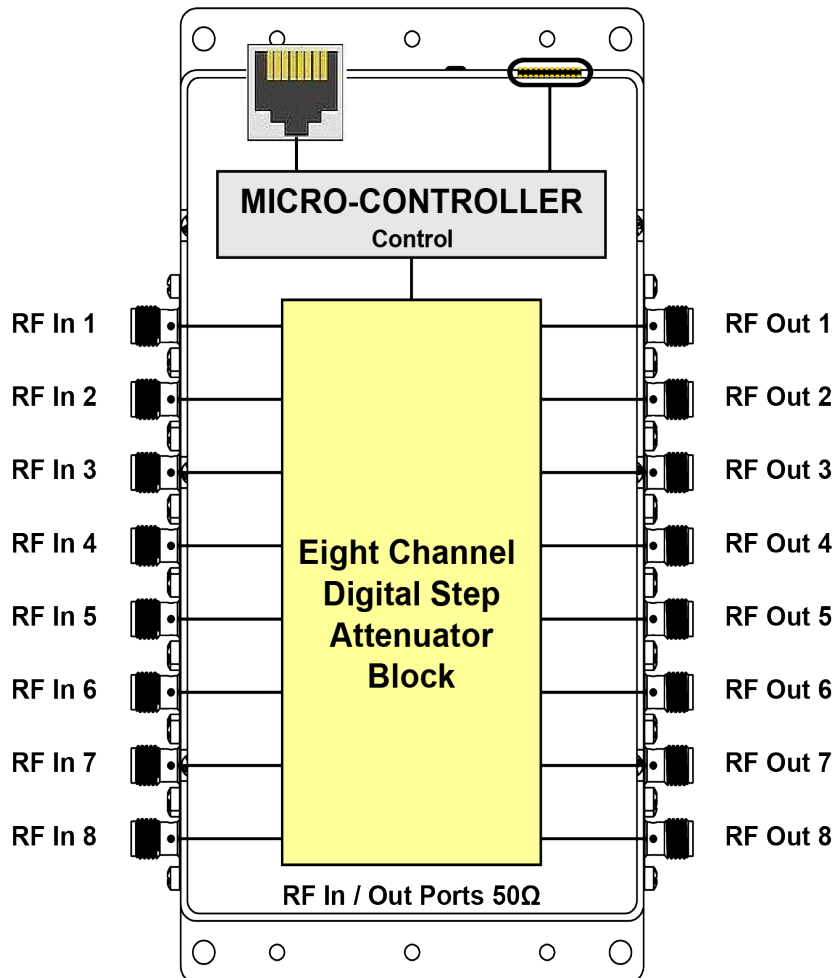 MICRO-CONTROLLER
Control
RF In 1
RF Out 1
RF In 2
RF Out 2
RF In 3
RF Out 3
RF In 4
RF Out 4
RF In 5
RF Out 5
RF In 6
RF Out 6
RF In 7
RF Out 7
RF In 8
RF Out 8
Eight Channel
Digital Step
Attenuator
Block
RF In / Out Ports 50Ω